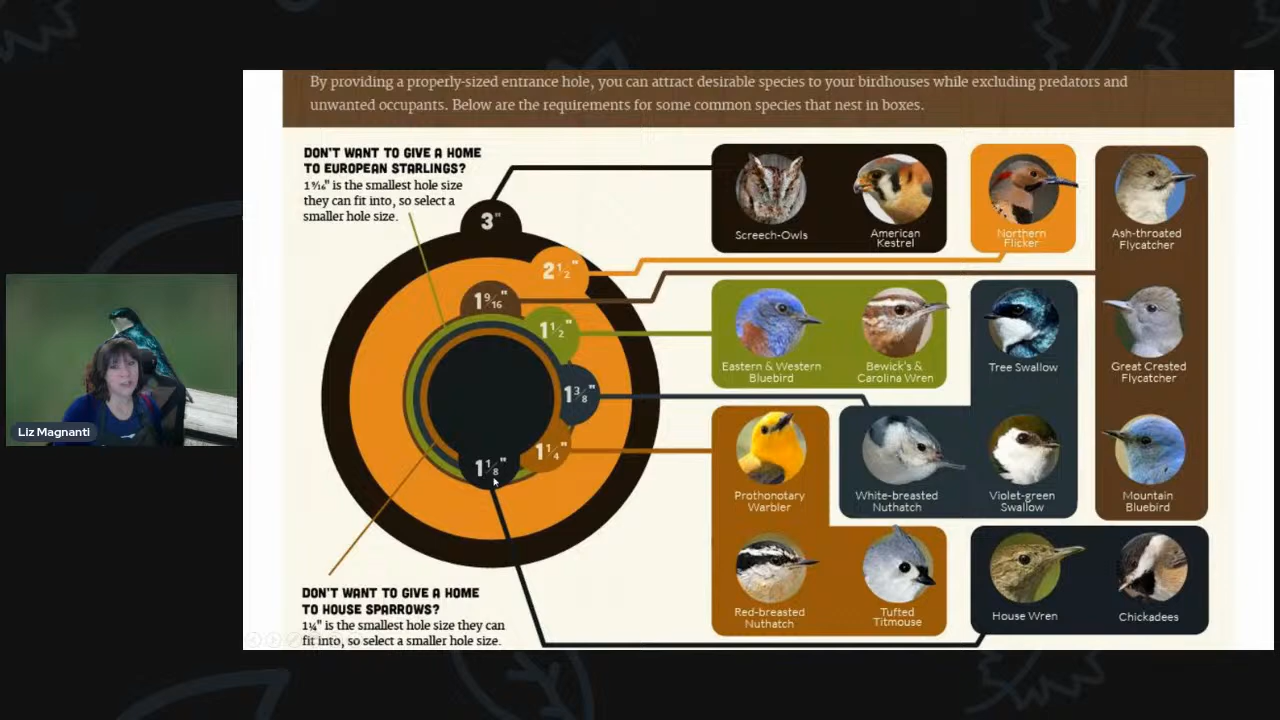 By providing a properly-sized entrance hole, you can attract desirable species to your birdhouses while excluding predators and
unwanted occupants. Below are the requirements for some common species that nest in boxes.
DON'T WANT TO GIVE A HOME
TO EUROPEAN STARLINGS?
1 9/16" is the smallest hole size
they can fit into, so select a
smaller hole size.
3"
2 1/2"
1 9/16"
1 1/2"
1 3/8"
1 1/4"
1 1/8"
Screech-Owls
American
Kestrel
Northern
Flicker
Ash-throated
Flycatcher
Eastern & Western
Bluebird
Bewick's &
Carolina Wren
Tree Swallow
Great Crested
Flycatcher
Prothonotary
Warbler
White-breasted
Nuthatch
Violet-green
Swallow
Mountain
Bluebird
Red-breasted
Nuthatch
Tufted
Titmouse
House Wren
Chickadees
DON'T WANT TO GIVE A HOME
TO HOUSE SPARROWS?
1¼" is the smallest hole size they can
fit into, so select a smaller hole size.
Liz Magnanti